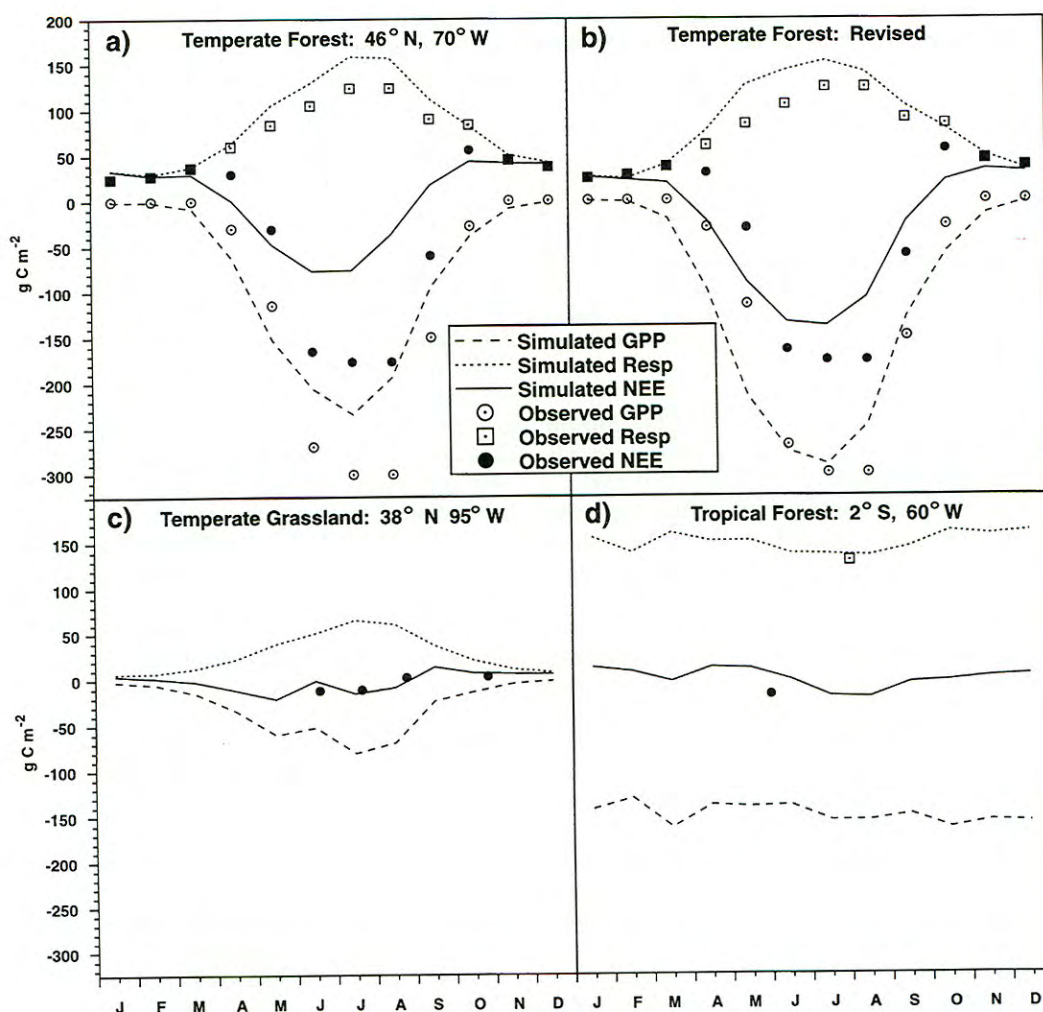 a) Temperate Forest: 46° N, 70° W
b) Temperate Forest: Revised
200
150
100
50
0
-50
-100
-150
-200
-250
-300
g C m-2
Simulated GPP
Simulated Resp
Simulated NEE
Observed GPP
Observed Resp
Observed NEE
c) Temperate Grassland: 38° N 95° W
d) Tropical Forest: 2° S, 60° W
150
100
50
0
-50
-100
-150
-200
-250
-300
g C m-2
J F M A M J J A S O N D
J F M A M J J A S O N D